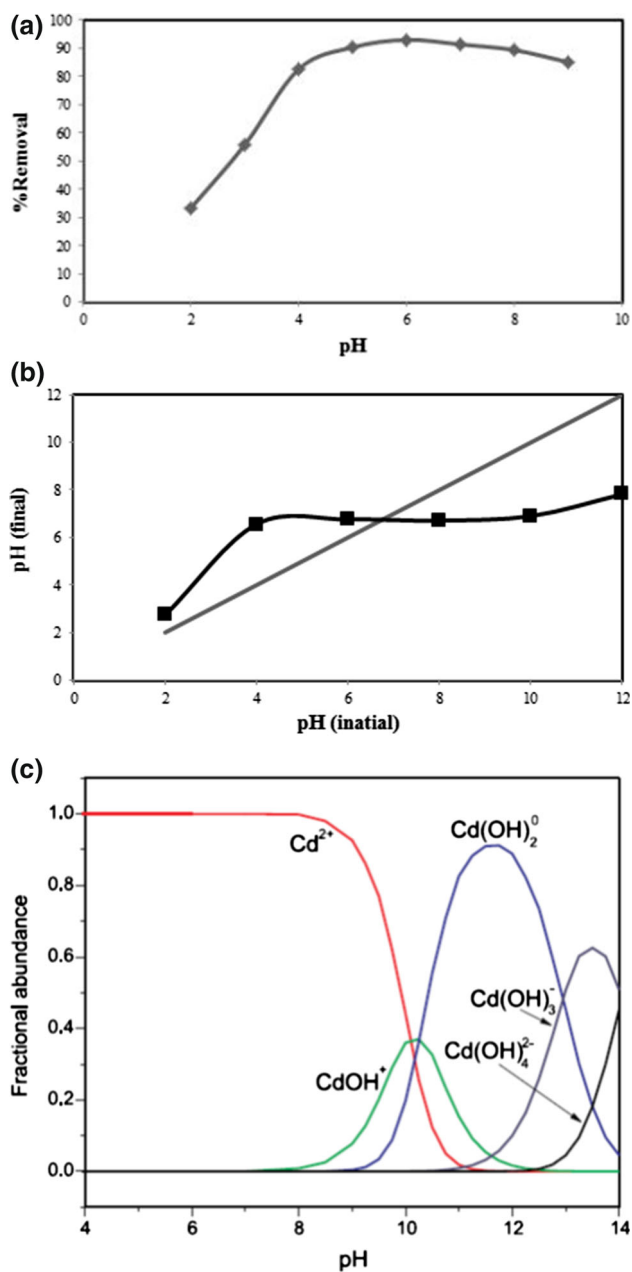 (a)
100
90
80
70
60
50
40
30
20
10
0
%Removal
0 2 4 6 8 10
pH
(b)
12
10
8
6
4
2
0
pH (final)
0 2 4 6 8 10 12
pH (inatial)
(c)
1.0
0.8
0.6
0.4
0.2
0.0
Fractional abundance
Cd²⁺
Cd(OH)₂⁰
Cd(OH)₃⁻
Cd(OH)₄²⁻
CdOH⁺
4 6 8 10 12 14
pH